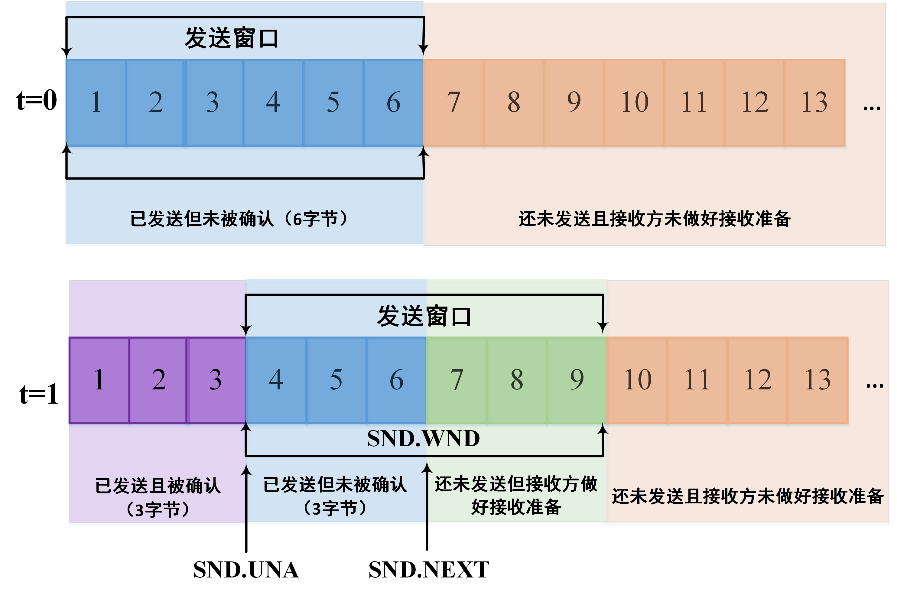 发送窗口
t=0 1 2 3 4 5 6 7 8 9 10 11 12 13 ...
已发送但未被确认（6字节） 还未发送且接收方未做好接收准备
发送窗口
t=1 1 2 3 4 5 6 7 8 9 10 11 12 13 ...
SND.WND
已发送且被确认
（3字节）
已发送但未被确认
（3字节）
还未发送但接收方做
好接收准备
还未发送且接收方未做好接收准备
SND.UNA SND.NEXT